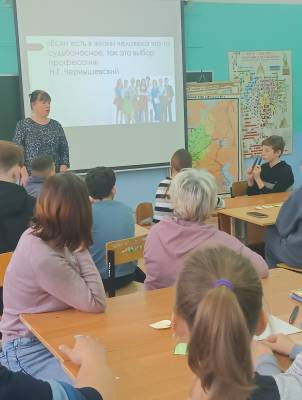 «Если есть в жизни человека что-то
судьбоносное, так это выбор
профессии.
Н.Г.Чернышевский